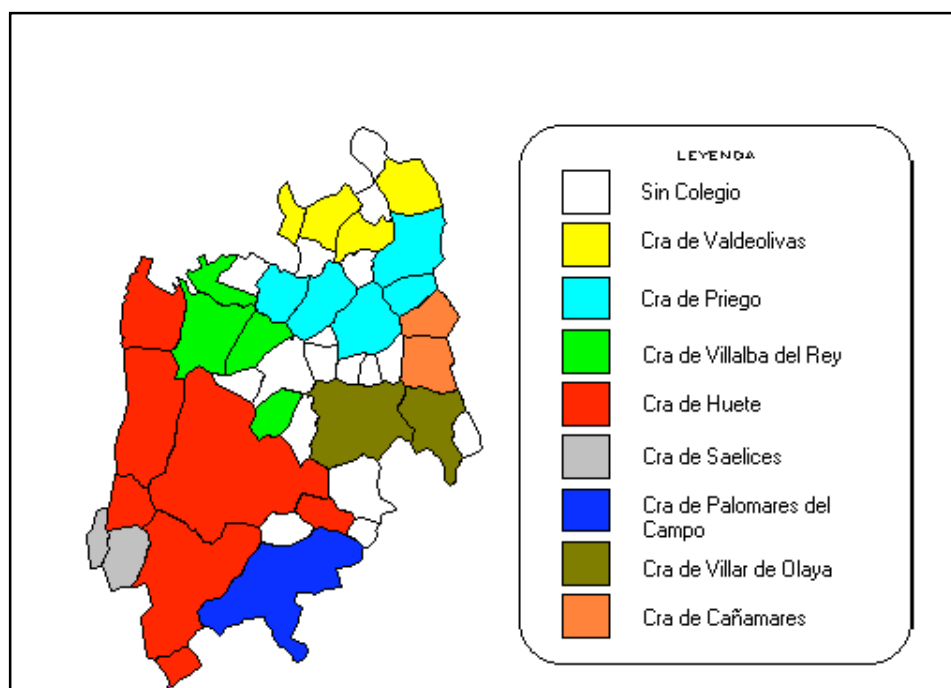 LEYENDA
Sin Colegio
Cra de Valdeolivas
Cra de Priego
Cra de Villalba del Rey
Cra de Huete
Cra de Saelices
Cra de Palomares del
Campo
Cra de Villar de Olaya
Cra de Cañamares